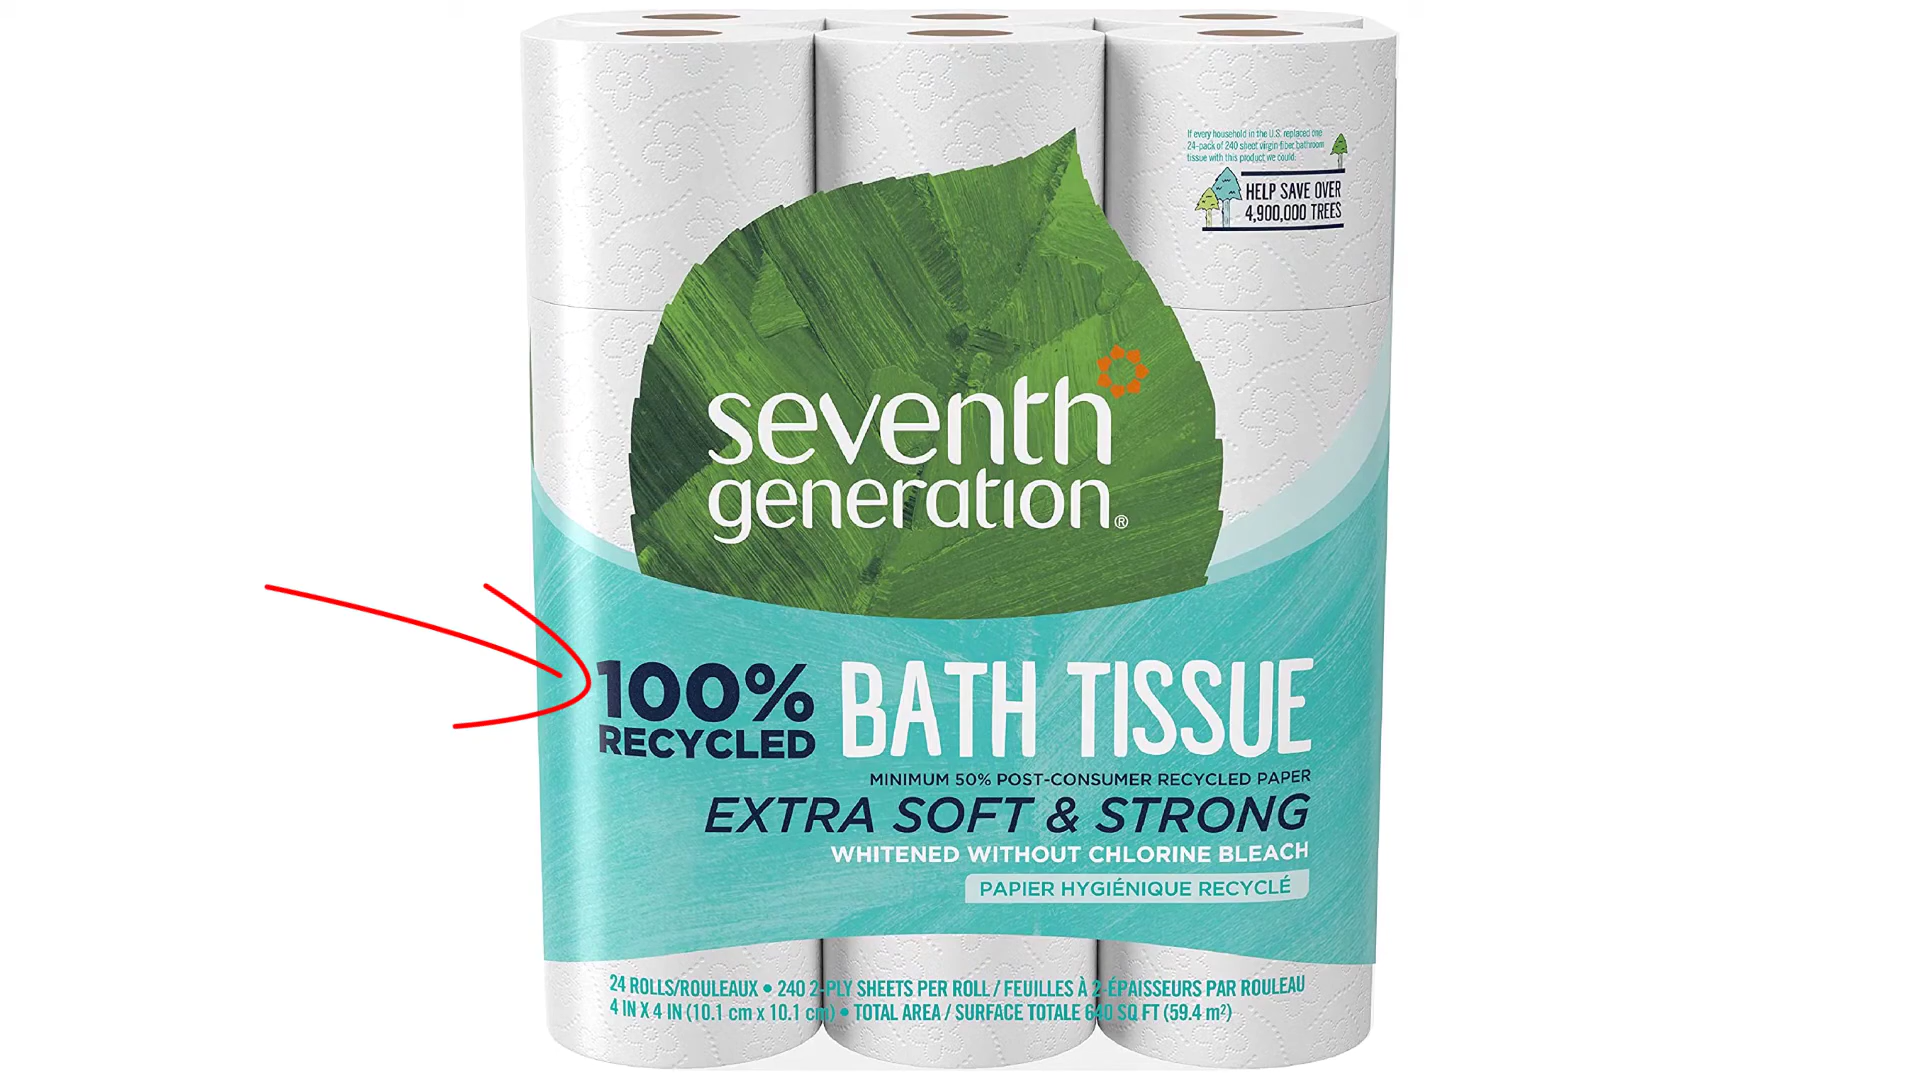 If every household in the U.S. replaced one
24-pack of 240 sheet virgin fiber bathroom
tissue with this product we could:
HELP SAVE OVER
4,900,000 TREES
seventh
generation®
100%
RECYCLED
BATH TISSUE
MINIMUM 50% POST-CONSUMER RECYCLED PAPER
EXTRA SOFT & STRONG
WHITENED WITHOUT CHLORINE BLEACH
PAPIER HYGIÉNIQUE RECYCLÉ
24 ROLLS/ROULEAUX • 240 2-PLY SHEETS PER ROLL / FEUILLES À 2-ÉPAISSEURS PAR ROULEAU
4 IN X 4 IN (10.1 cm x 10.1 cm) • TOTAL AREA / SURFACE TOTALE 640 SQ FT (59.4 m²)